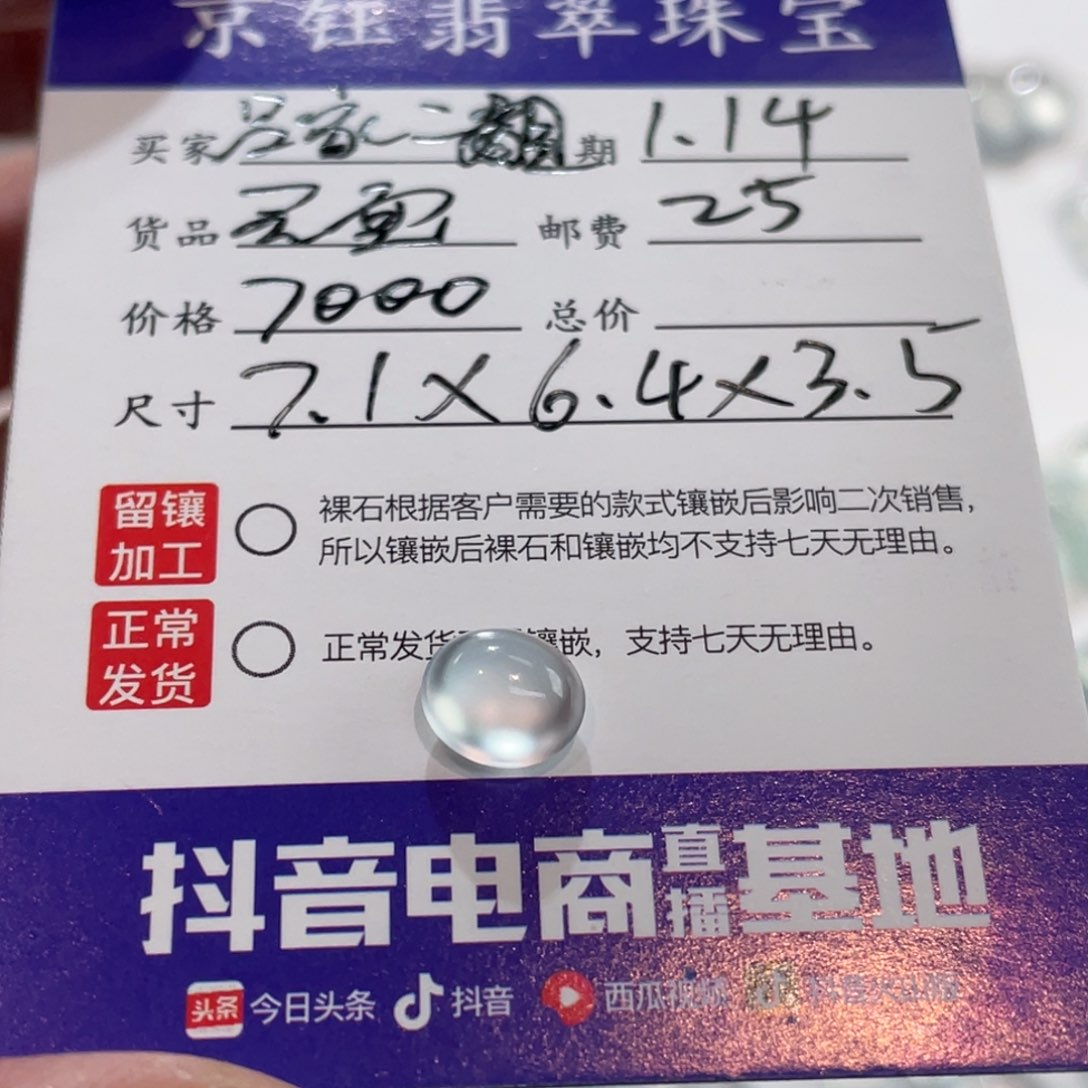 京钰翡翠珠宝
买家 吕家二 期 1.14
货品 邮费 25
价格 7000 总价
尺寸 7.1×6.4×3.5
留镶加工 裸石根据客户需要的款式镶嵌后影响二次销售,
所以镶嵌后裸石和镶嵌均不支持七天无理由。
正常发货 正常发货 镶嵌,支持七天无理由。
抖音电商直播基地
头条 今日头条 抖音 西瓜视频